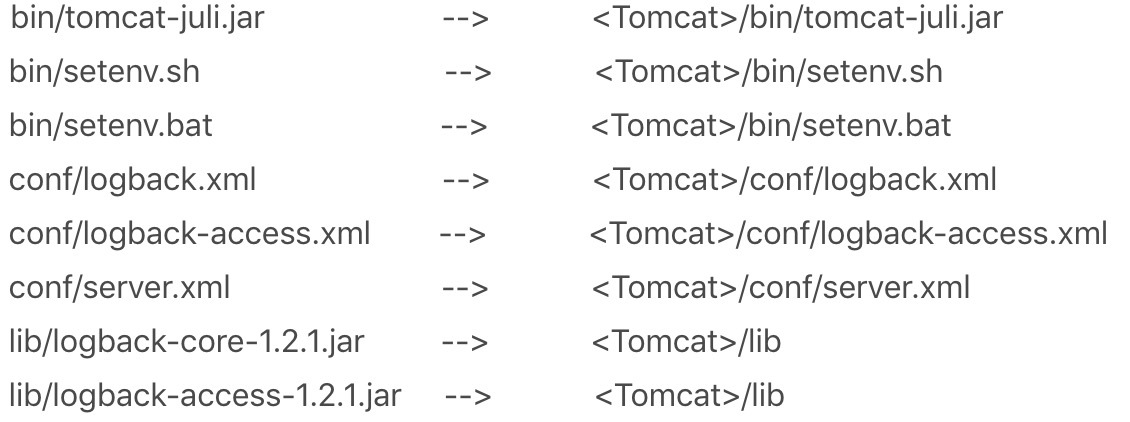 bin/tomcat-juli.jar --> <Tomcat>/bin/tomcat-juli.jar
bin/setenv.sh --> <Tomcat>/bin/setenv.sh
bin/setenv.bat --> <Tomcat>/bin/setenv.bat
conf/logback.xml --> <Tomcat>/conf/logback.xml
conf/logback-access.xml --> <Tomcat>/conf/logback-access.xml
conf/server.xml --> <Tomcat>/conf/server.xml
lib/logback-core-1.2.1.jar --> <Tomcat>/lib
lib/logback-access-1.2.1.jar --> <Tomcat>/lib